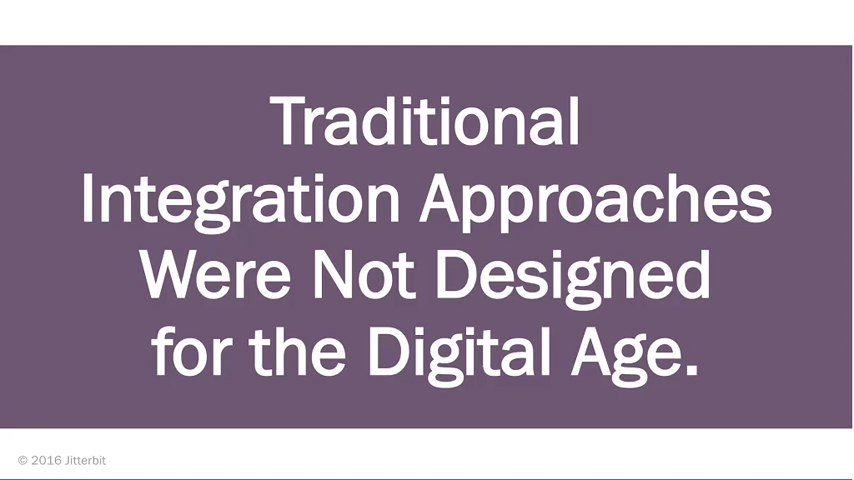 Traditional
Integration Approaches
Were Not Designed
for the Digital Age.
© 2016 Jitterbit